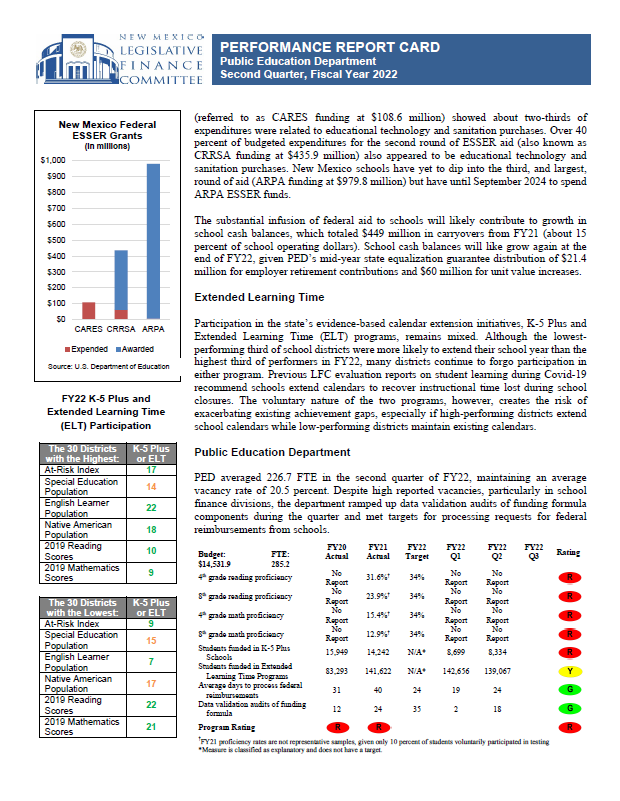 NEW MEXICO
LEGISLATIVE
FINANCE
COMMITTEE
PERFORMANCE REPORT CARD
Public Education Department
Second Quarter, Fiscal Year 2022
New Mexico Federal
ESSER Grants
(in millions)
$1,000
$900
$800
$700
$600
$500
$400
$300
$200
$100
$0
CARES CRRSA ARPA
Expended Awarded
Source: U.S. Department of Education
FY22 K-5 Plus and
Extended Learning Time
(ELT) Participation
The 30 Districts with the Highest: K-5 Plus or ELT
At-Risk Index 17
Special Education Population 14
English Learner Population 22
Native American Population 18
2019 Reading Scores 10
2019 Mathematics Scores 9
The 30 Districts with the Lowest: K-5 Plus or ELT
At-Risk Index 9
Special Education Population 15
English Learner Population 7
Native American Population 17
2019 Reading Scores 22
2019 Mathematics Scores 21
(referred to as CARES funding at $108.6 million) showed about two-thirds of
expenditures were related to educational technology and sanitation purchases. Over 40
percent of budgeted expenditures for the second round of ESSER aid (also known as
CRRSA funding at $435.9 million) also appeared to be educational technology and
sanitation purchases. New Mexico schools have yet to dip into the third, and largest,
round of aid (ARPA funding at $979.8 million) but have until September 2024 to spend
ARPA ESSER funds.
The substantial infusion of federal aid to schools will likely contribute to growth in
school cash balances, which totaled $449 million in carryovers from FY21 (about 15
percent of school operating dollars). School cash balances will like grow again at the
end of FY22, given PED's mid-year state equalization guarantee distribution of $21.4
million for employer retirement contributions and $60 million for unit value increases.
Extended Learning Time
Participation in the state's evidence-based calendar extension initiatives, K-5 Plus and
Extended Learning Time (ELT) programs, remains mixed. Although the lowest-
performing third of school districts were more likely to extend their school year than the
highest third of performers in FY22, many districts continue to forgo participation in
either program. Previous LFC evaluation reports on student learning during Covid-19
recommend schools extend calendars to recover instructional time lost during school
closures. The voluntary nature of the two programs, however, creates the risk of
exacerbating existing achievement gaps, especially if high-performing districts extend
school calendars while low-performing districts maintain existing calendars.
Public Education Department
PED averaged 226.7 FTE in the second quarter of FY22, maintaining an average
vacancy rate of 20.5 percent. Despite high reported vacancies, particularly in school
finance divisions, the department ramped up data validation audits of funding formula
components during the quarter and met targets for processing requests for federal
reimbursements from schools.
Budget: FTE: FY20 Actual FY21 Actual FY22 Target FY22 Q1 FY22 Q2 FY22 Q3 Rating
$14,531.9 285.2
4th grade reading proficiency No Report 31.6%† 34% No Report No Report R
8th grade reading proficiency No Report 23.9%† 34% No Report No Report R
4th grade math proficiency No Report 15.4%† 34% No Report No Report R
8th grade math proficiency No Report 12.9%† 34% No Report No Report R
Students funded in K-5 Plus Schools 15,949 14,242 N/A* 8,699 8,334 R
Students funded in Extended Learning Time Programs 83,293 141,622 N/A* 142,656 139,067 Y
Average days to process federal reimbursements 31 40 24 19 24 G
Data validation audits of funding formula 12 24 35 2 18 G
Program Rating R R R
†FY21 proficiency rates are not representative samples, given only 10 percent of students voluntarily participated in testing
*Measure is classified as explanatory and does not have a target.